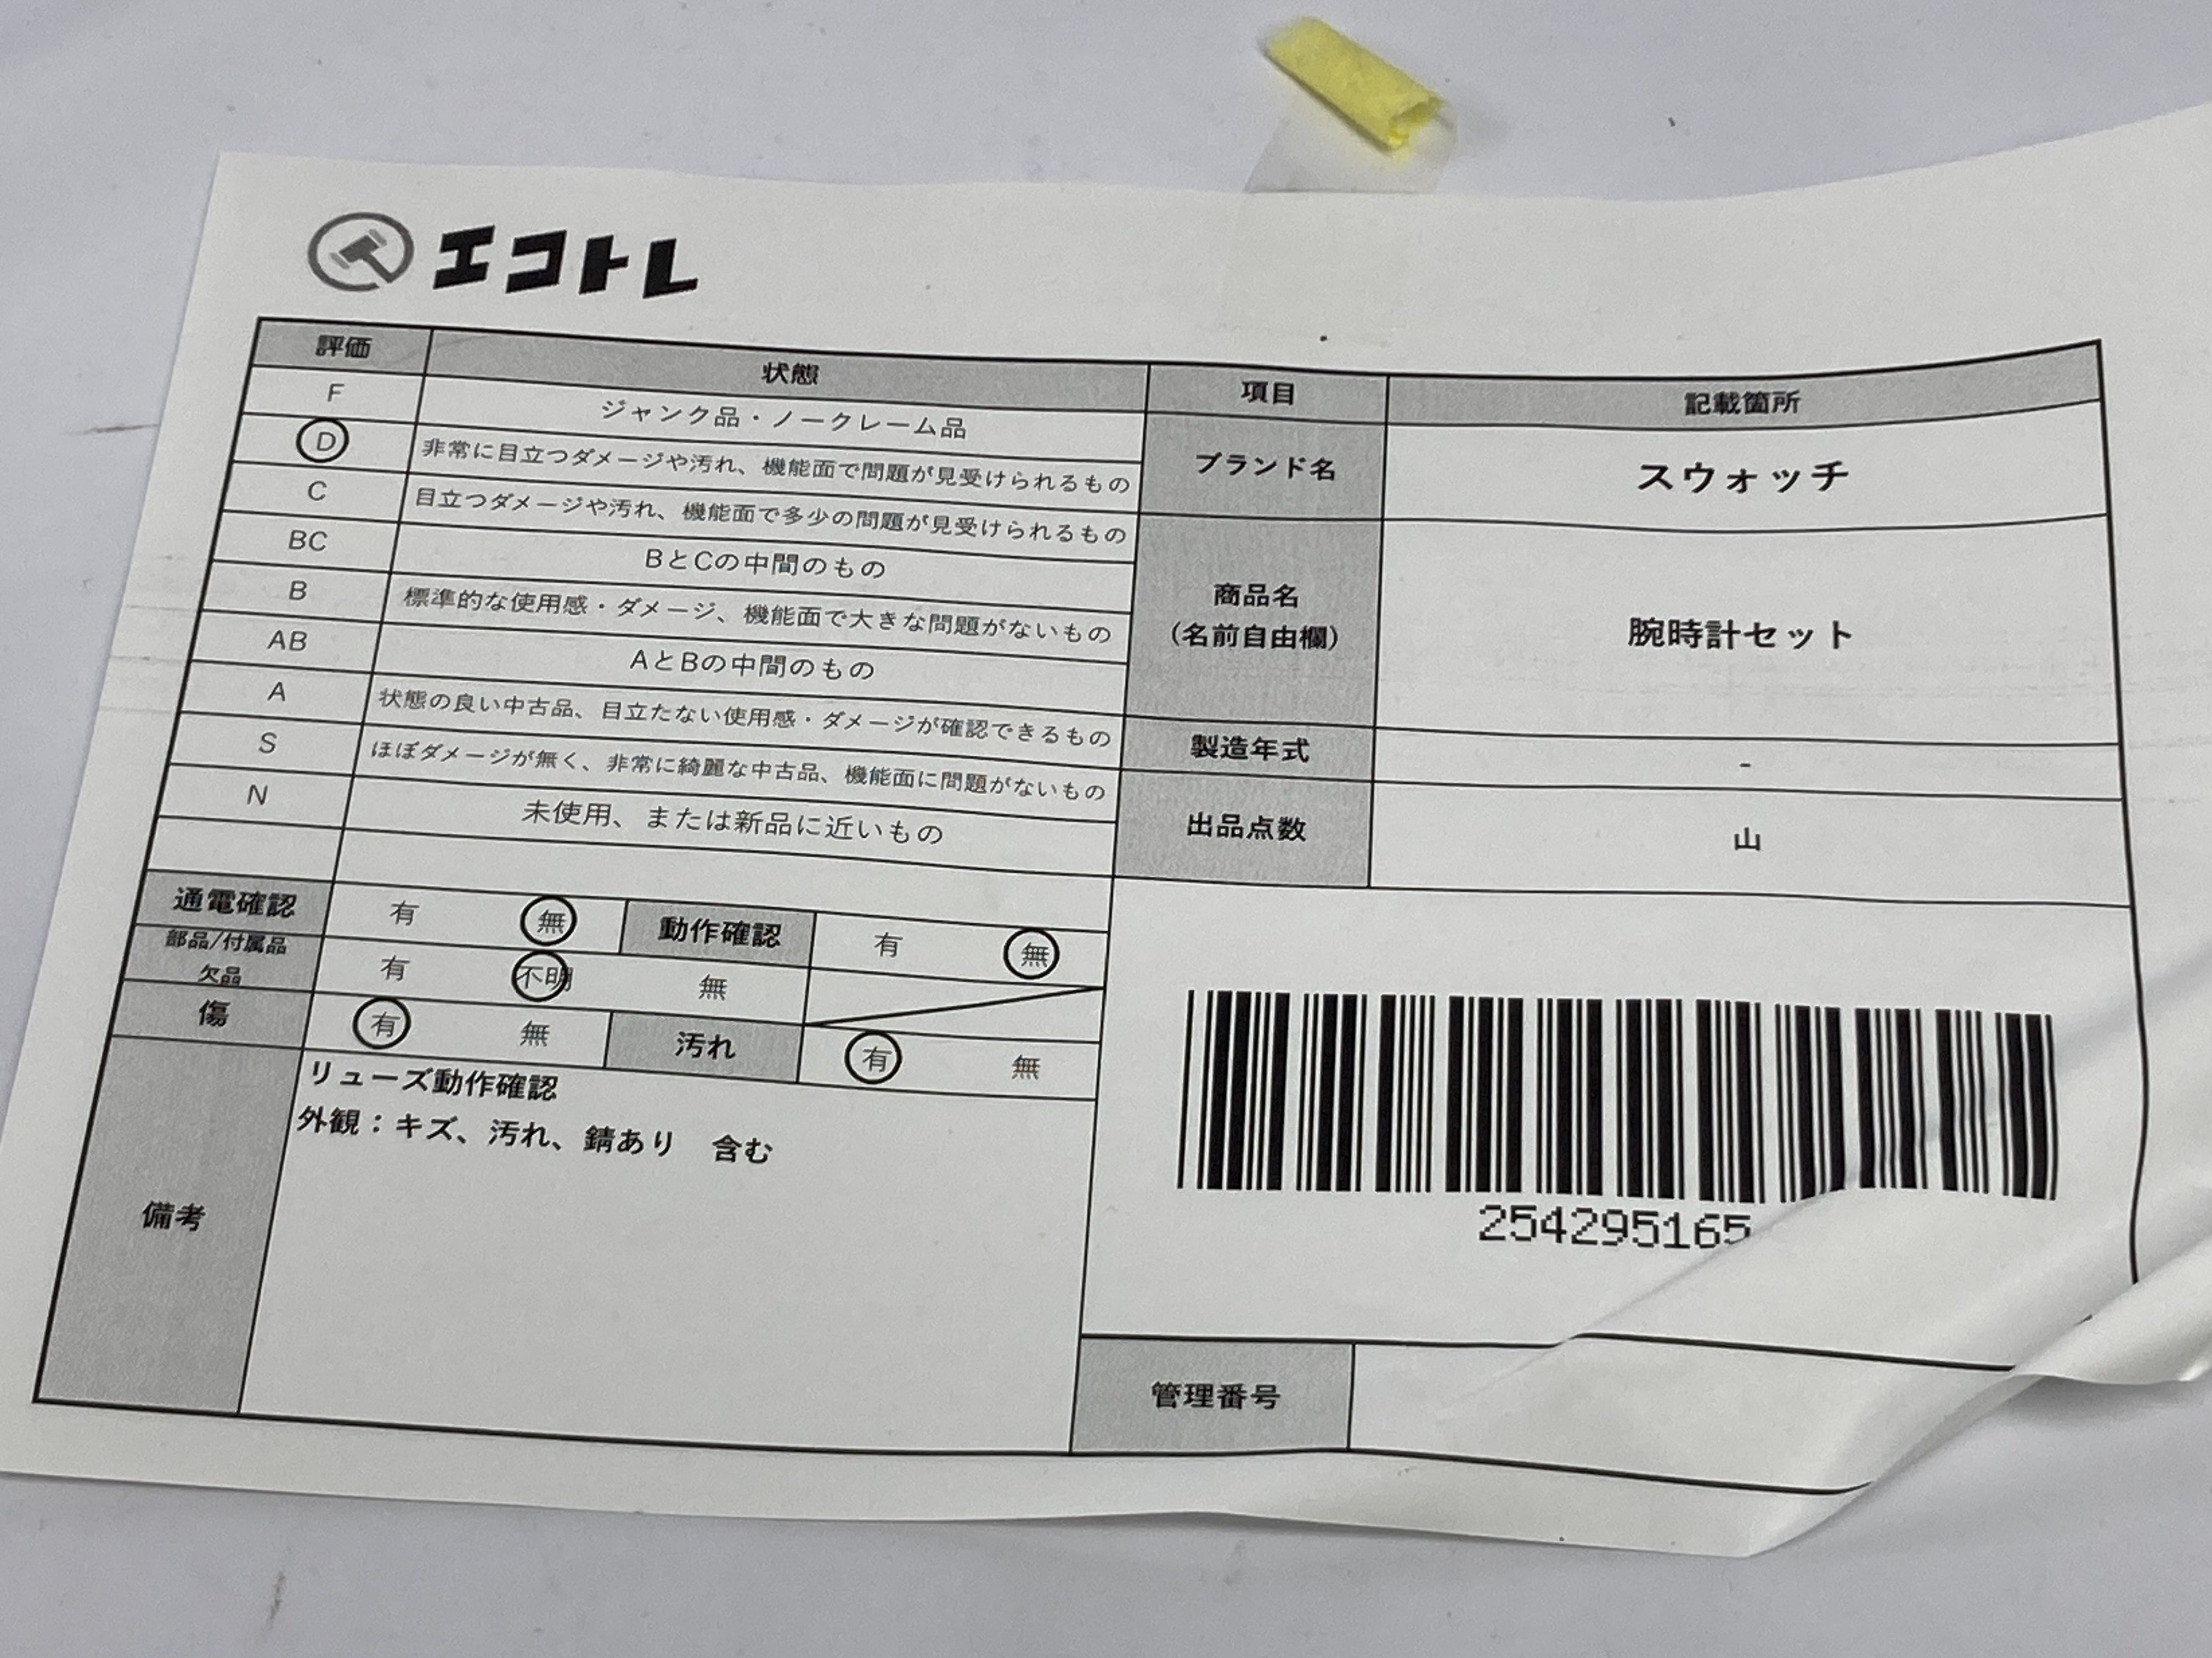 エコトレ
評価 状態 項目 記載箇所
F ジャンク品・ノークレーム品
D 非常に目立つダメージや汚れ、機能面で問題が見受けられるもの
C 目立つダメージや汚れ、機能面で多少の問題が見受けられるもの
BC BとCの中間のもの
B 標準的な使用感・ダメージ、機能面で大きな問題がないもの
AB AとBの中間のもの
A 状態の良い中古品、目立たない使用感・ダメージが確認できるもの
S ほぼダメージが無く、非常に綺麗な中古品、機能面に問題がないもの
N 未使用、または新品に近いもの
ブランド名 スウォッチ
商品名
(名前自由欄) 腕時計セット
製造年式 -
出品点数 山
通電確認 有 無 動作確認 有 無
部品/付属品
欠品 有 不明 無
傷 有 無 汚れ 有 無
備考
リューズ動作確認
外観：キズ、汚れ、錆あり 含む
254295165
管理番号